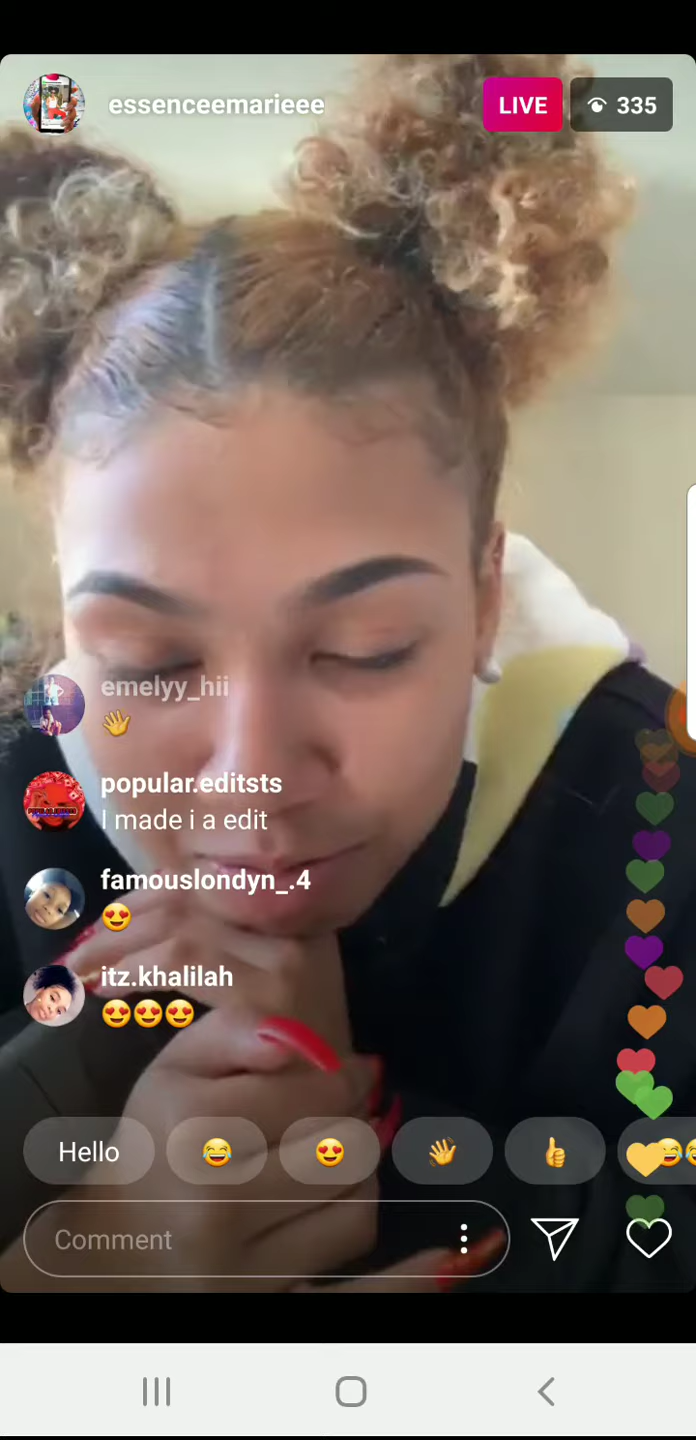 essenceemarieee
LIVE
335
emelyy_hii
👋
popular.editsts
I made i a edit
famouslondyn_.4
😍
itz.khalilah
😍😍😍
Hello
😂
😍
👋
👍
Comment